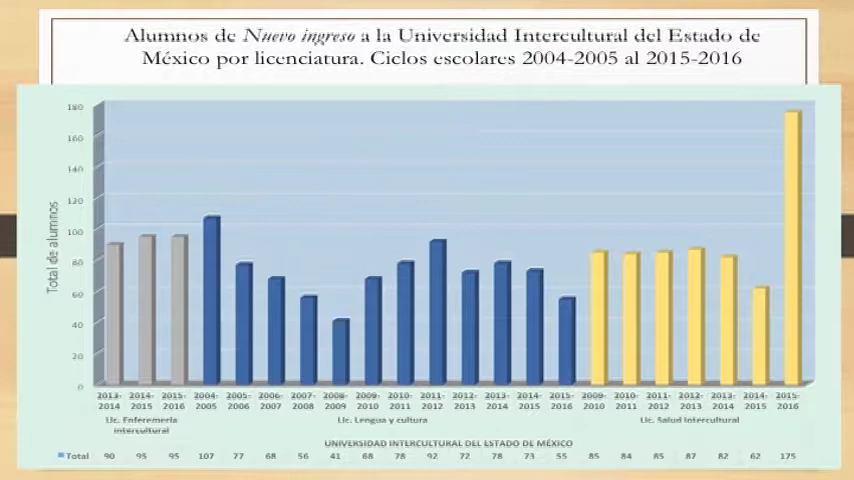 Alumnos de Nuevo ingreso a la Universidad Intercultural del Estado de
México por licenciatura. Ciclos escolares 2004-2005 al 2015-2016
180
160
140
120
100
80
60
40
20
0
Total de alumnos
2013-2014 2014-2015 2015-2016 2004-2005 2005-2006 2006-2007 2007-2008 2008-2009 2009-2010 2010-2011 2011-2012 2012-2013 2013-2014 2014-2015 2015-2016 2009-2010 2010-2011 2011-2012 2012-2013 2013-2014 2014-2015 2015-2016
Lic. Enferemería Lic. Lengua y cultura Lic. Salud Intercultural
intercultural
UNIVERSIDAD INTERCULTURAL DEL ESTADO DE MÉXICO
Total 90 95 95 107 77 68 56 41 68 78 92 72 78 73 55 85 84 85 87 82 62 175